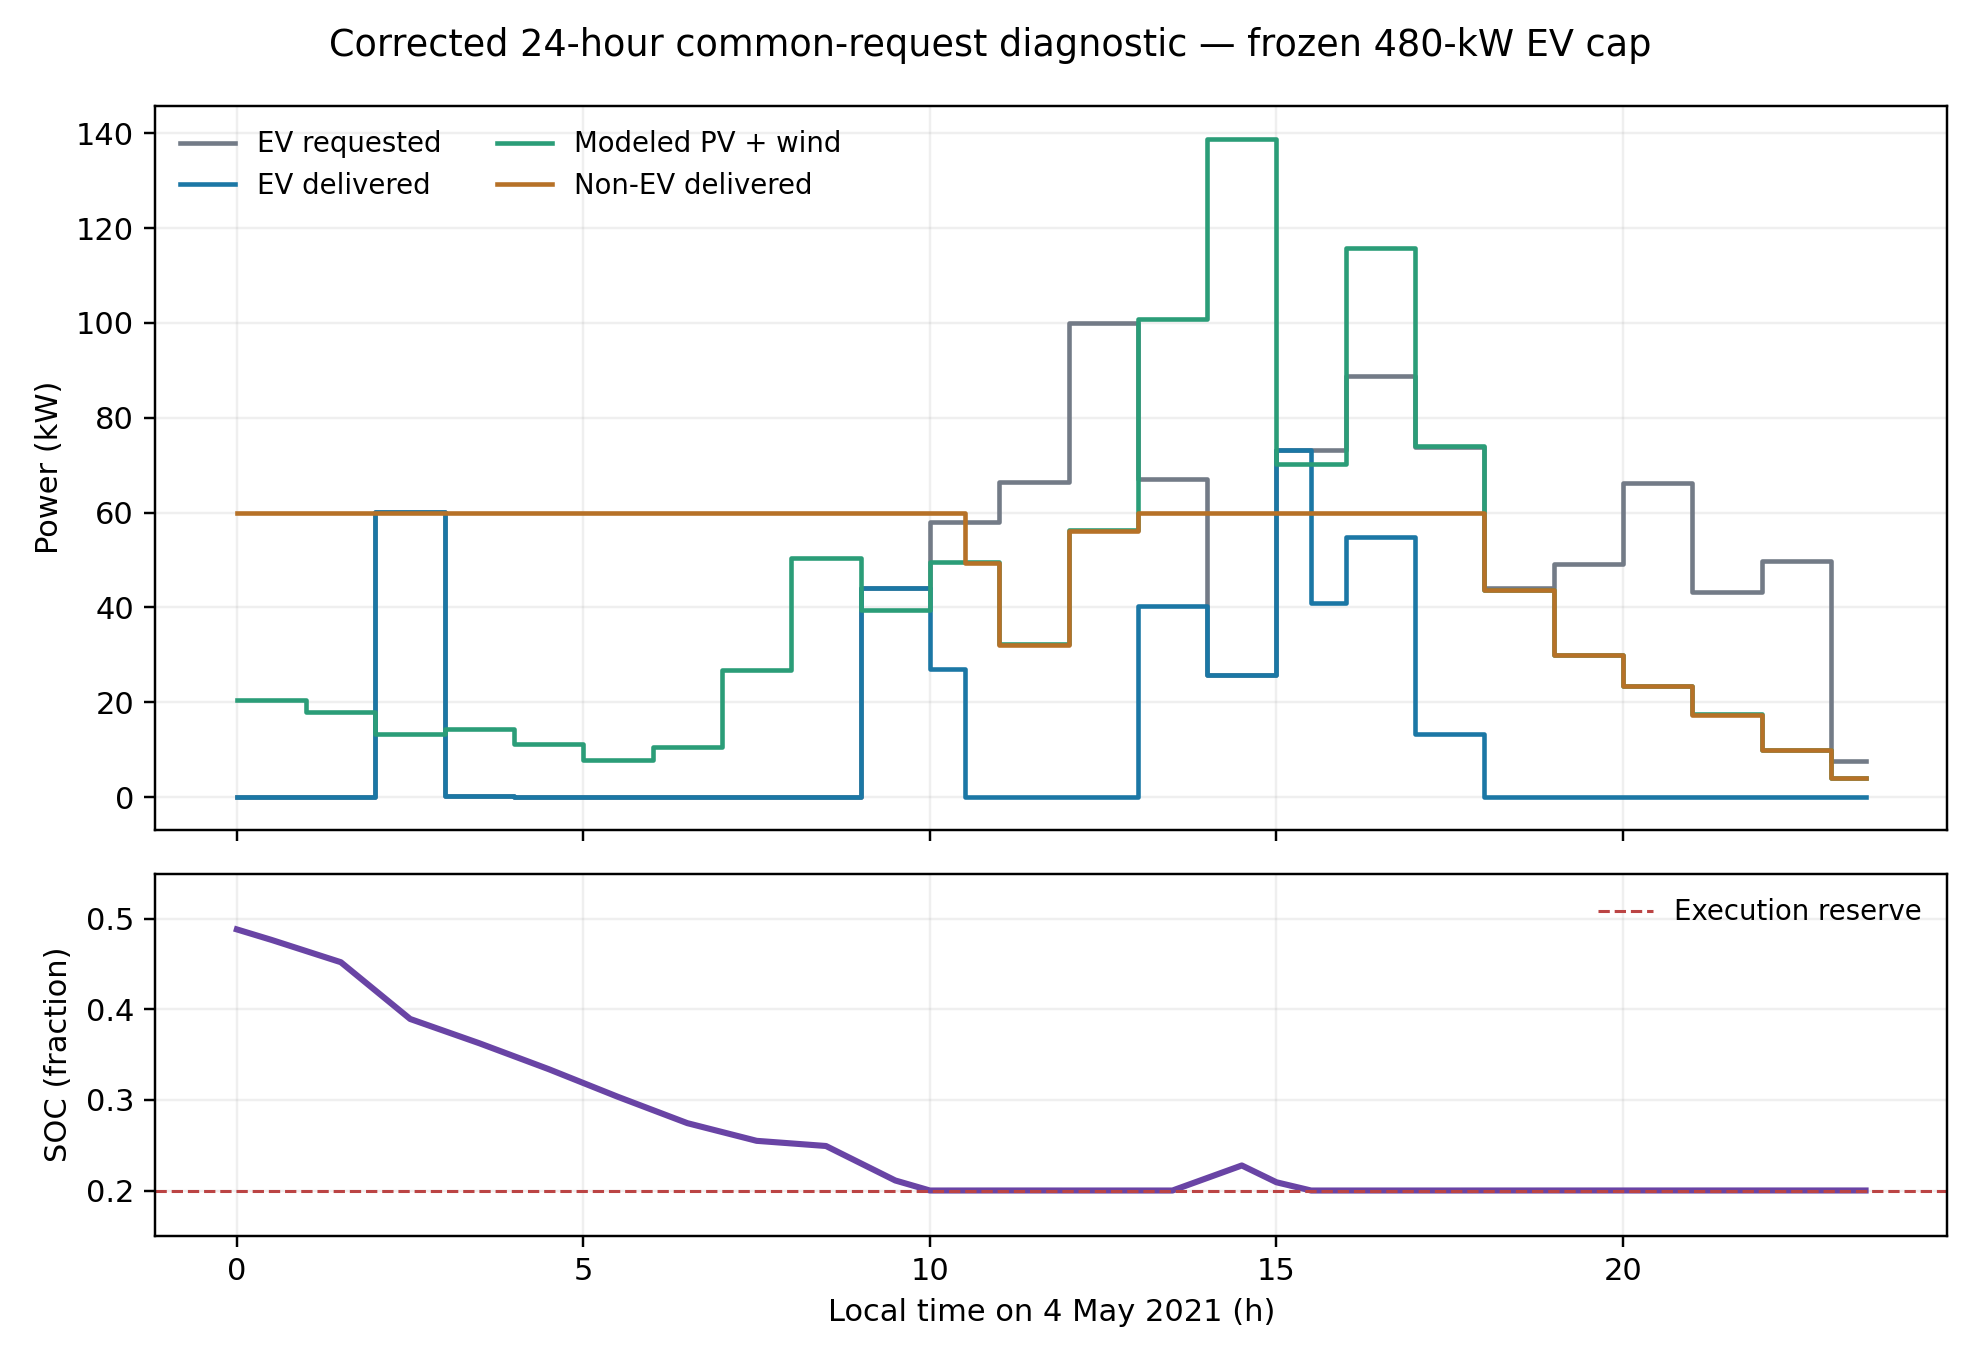 Corrected 24-hour common-request diagnostic — frozen 480-kW EV cap
EV requested
EV delivered
Modeled PV + wind
Non-EV delivered
Power (kW)
140
120
100
80
60
40
20
0
Execution reserve
SOC (fraction)
0.5
0.4
0.3
0.2
0 5 10 15 20
Local time on 4 May 2021 (h)